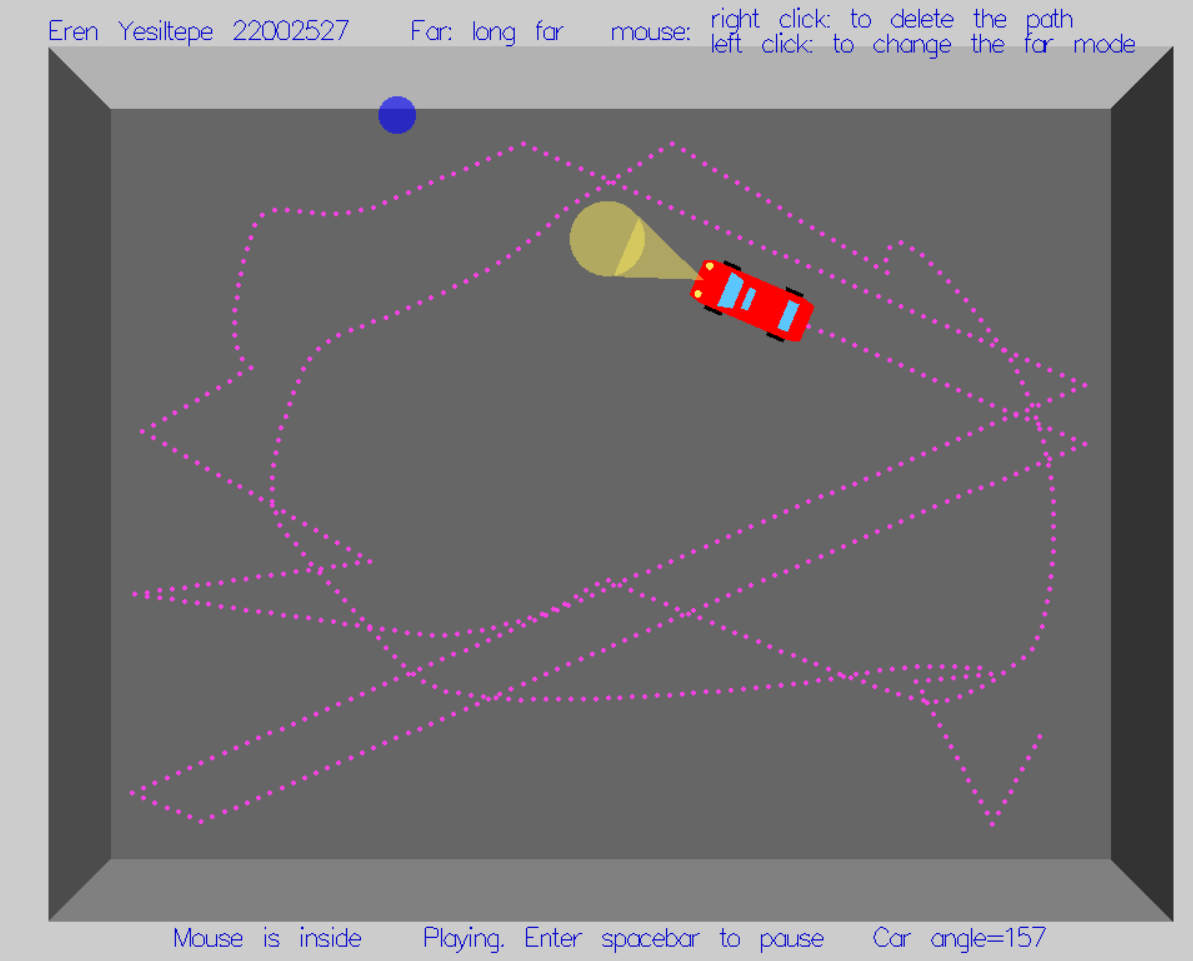 Eren Yesiltepe 22002527 Far: long far mouse: right click: to delete the path
left click: to change the far mode
Mouse is inside Playing. Enter spacebar to pause Car angle=157